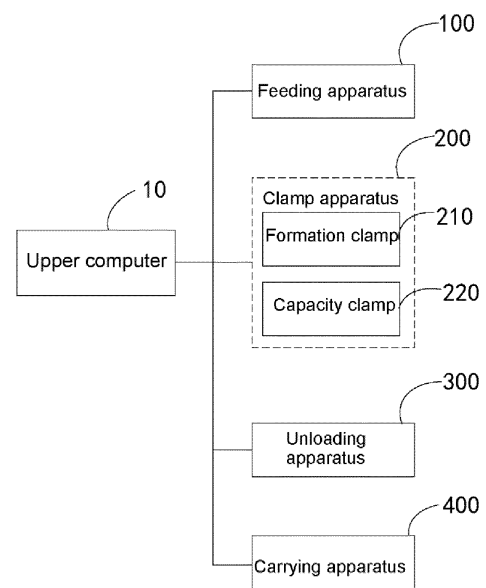 100
Feeding apparatus
200
Clamp apparatus
10
210
Formation clamp
Upper computer
220
Capacity clamp
300
Unloading
apparatus
400
Carrying apparatus